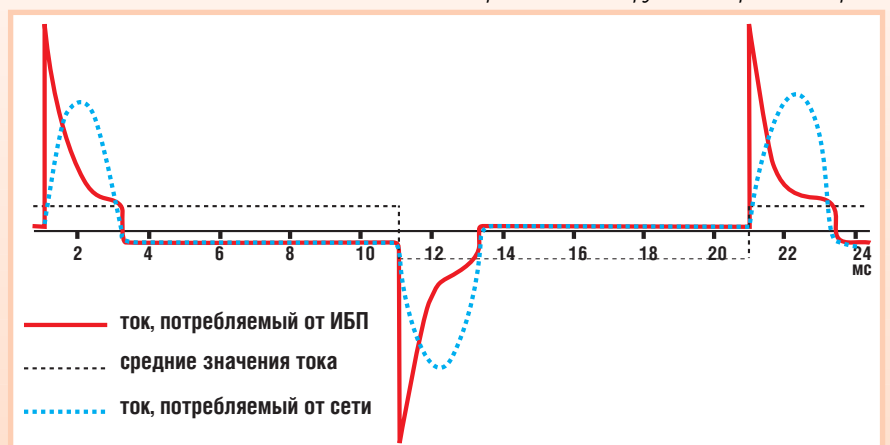 2 4 6 8 10 12 14 16 18 20 22 24
мс
ток, потребляемый от ИБП
средние значения тока
ток, потребляемый от сети